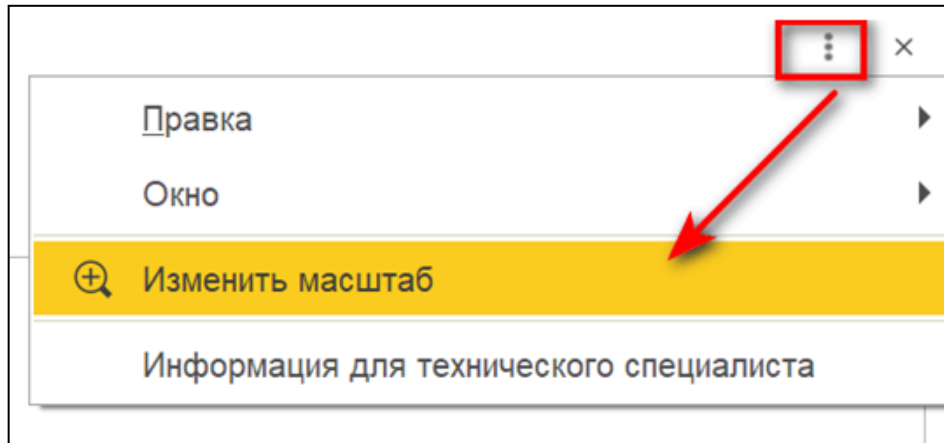 Правка
Окно
Изменить масштаб
Информация для технического специалиста